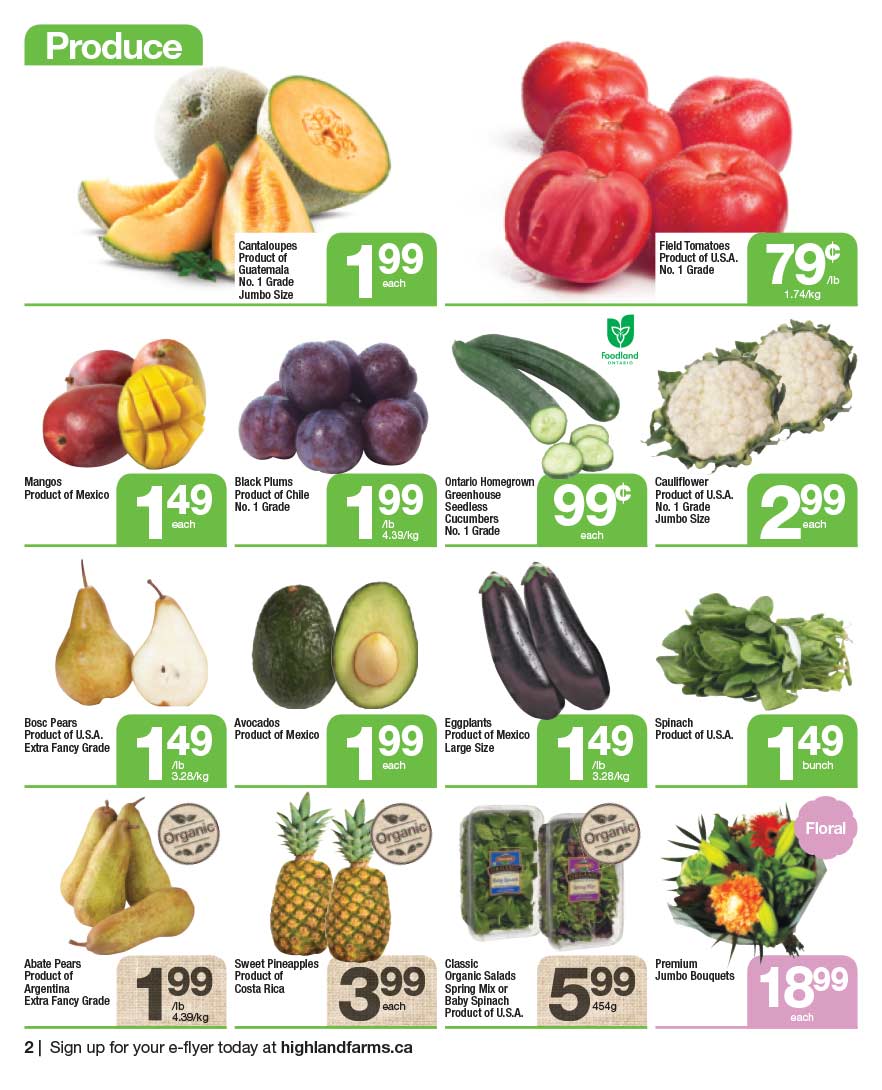 Produce
Cantaloupes
Product of
Guatemala
No. 1 Grade
Jumbo Size
1.99
each
Field Tomatoes
Product of U.S.A.
No. 1 Grade
79¢
/lb
1.74/kg
Mangos
Product of Mexico
1.49
each
Black Plums
Product of Chile
No. 1 Grade
1.99
/lb
4.39/kg
Foodland
ONTARIO
Ontario Homegrown
Greenhouse
Seedless
Cucumbers
No. 1 Grade
99¢
each
Cauliflower
Product of U.S.A.
No. 1 Grade
Jumbo Size
2.99
each
Bosc Pears
Product of U.S.A.
Extra Fancy Grade
1.49
/lb
3.28/kg
Avocados
Product of Mexico
1.99
each
Eggplants
Product of Mexico
Large Size
1.49
/lb
3.28/kg
Spinach
Product of U.S.A.
1.49
bunch
Organic
Abate Pears
Product of
Argentina
Extra Fancy Grade
1.99
/lb
4.39/kg
Organic
Sweet Pineapples
Product of
Costa Rica
3.99
each
Organic
Baby Spinach
Spring Mix
Classic
Organic Salads
Spring Mix or
Baby Spinach
Product of U.S.A.
5.99
454g
Floral
Premium
Jumbo Bouquets
18.99
each
2 | Sign up for your e-flyer today at highlandfarms.ca